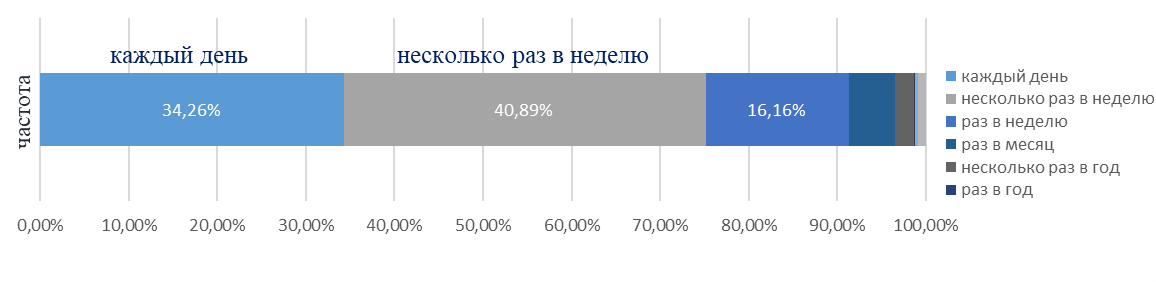 каждый день
несколько раз в неделю
частота
34,26%
40,89%
16,16%
каждый день
несколько раз в неделю
раз в неделю
раз в месяц
несколько раз в год
раз в год
0,00%
10,00%
20,00%
30,00%
40,00%
50,00%
60,00%
70,00%
80,00%
90,00%
100,00%